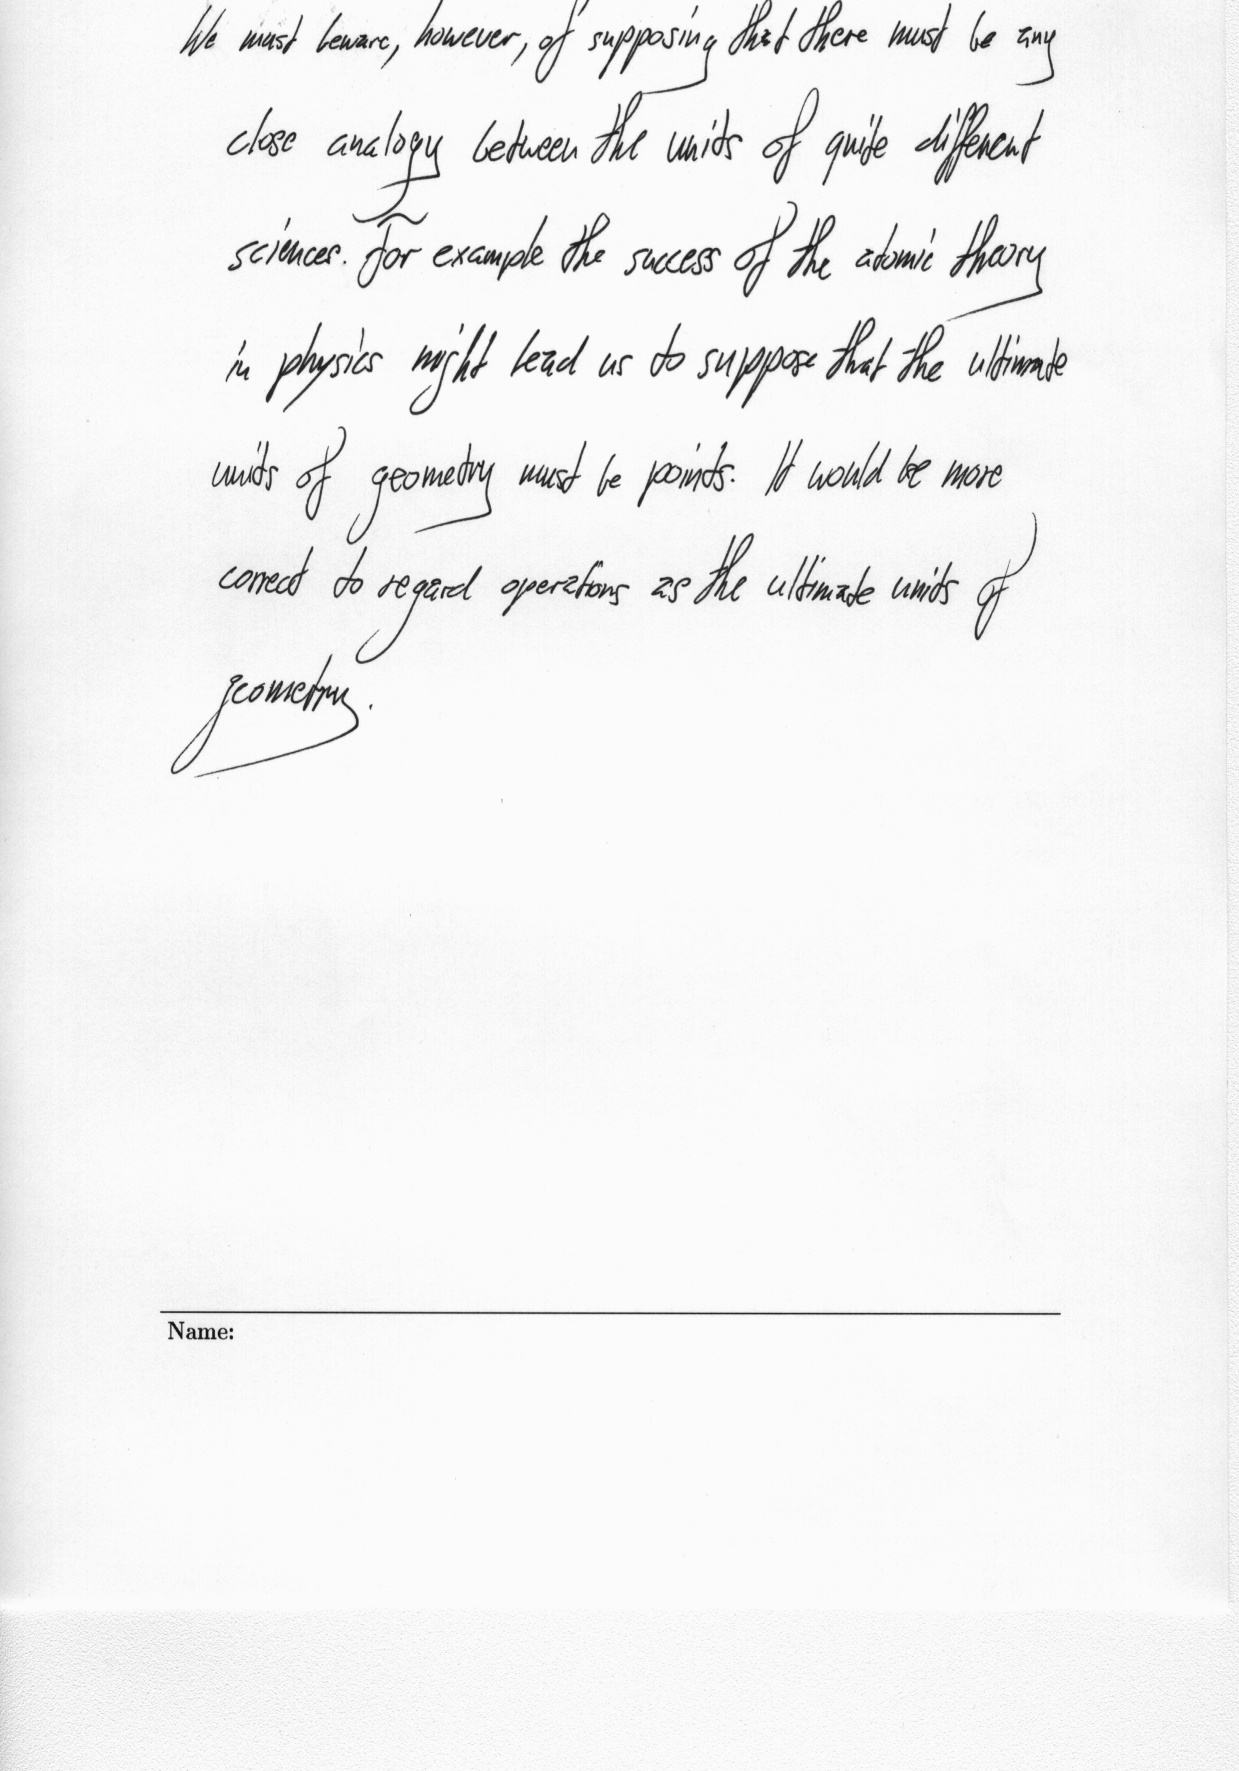 We must beware, however, of supposing that there must be any
close analogy between the units of quite different
sciences. For example the success of the atomic theory
in physics might lead us to suppose that the ultimate
units of geometry must be points. It would be more
correct to regard operations as the ultimate units of
geometry.
Name: